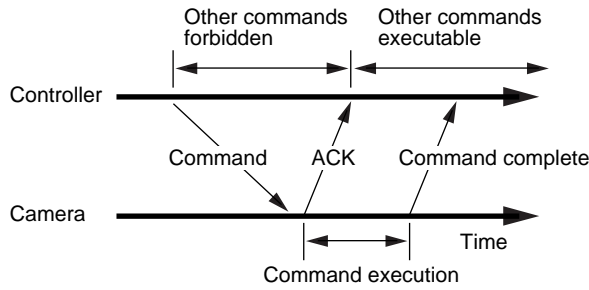 Other commands
forbidden
Other commands
executable
Controller
Command
ACK
Command complete
Camera
Time
Command execution